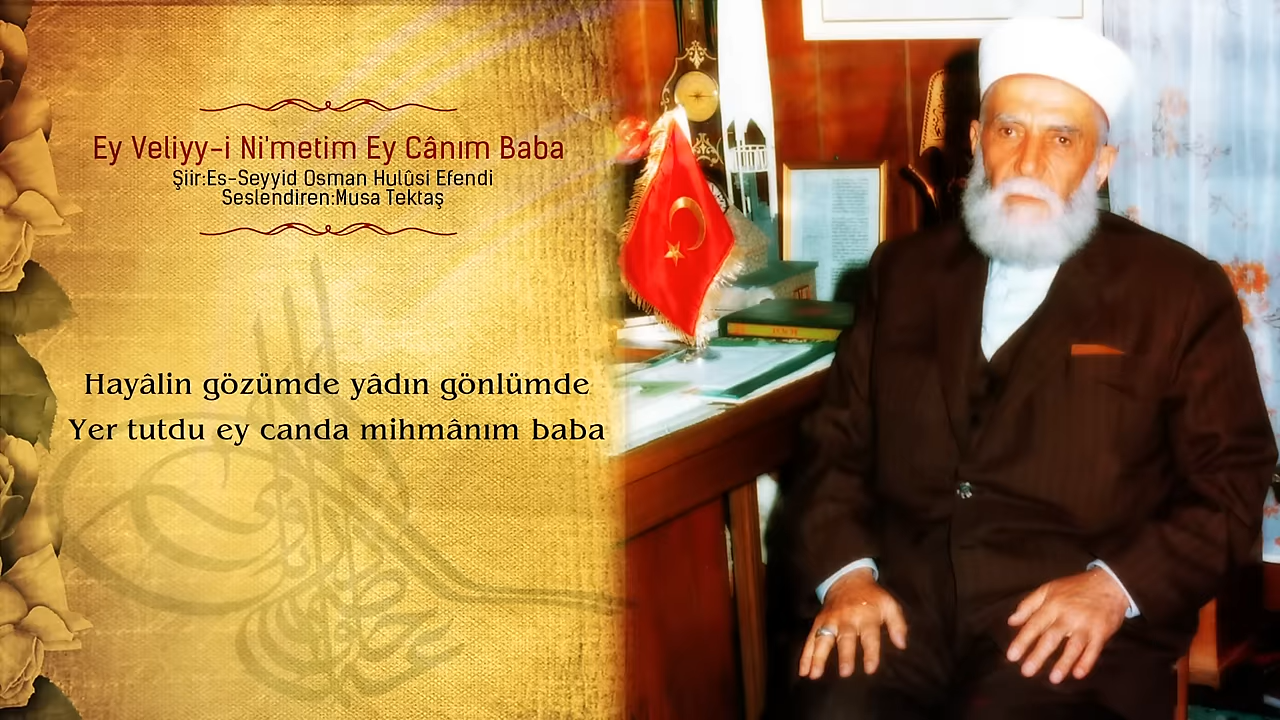 Ey Veliyy-i Ni'metim Ey Cânım Baba
Şiir:Es-Seyyid Osman Hulûsi Efendi
Seslendiren:Musa Tektaş
Hayâlin gözümde yâdın gönlümde
Yer tutdu ey canda mihmânım baba